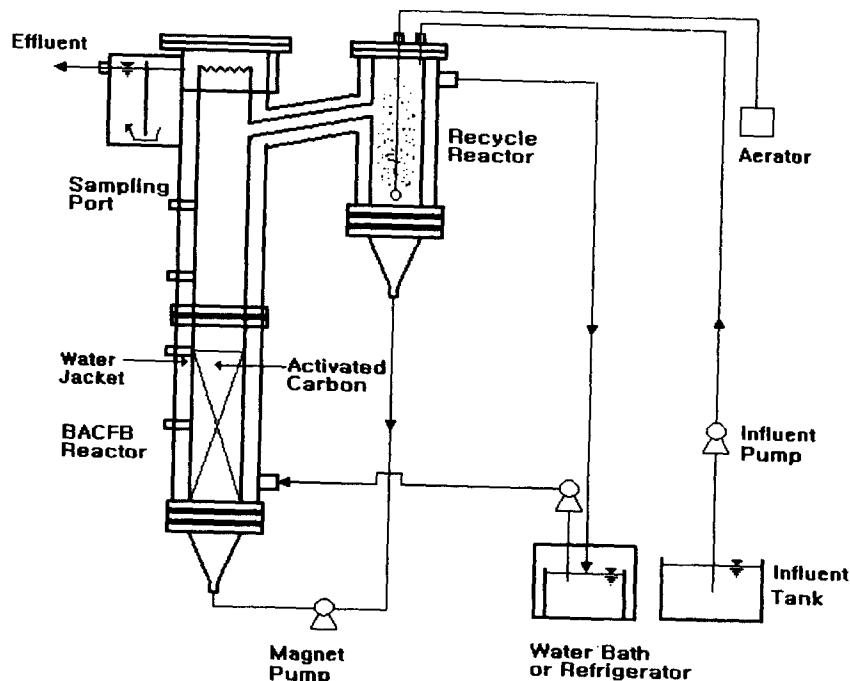 Effluent
Recycle
Reactor
Aerator
Sampling
Port
Water
Jacket
Activated
Carbon
BACFB
Reactor
Influent
Pump
Influent
Tank
Magnet
Pump
Water Bath
or Refrigerator